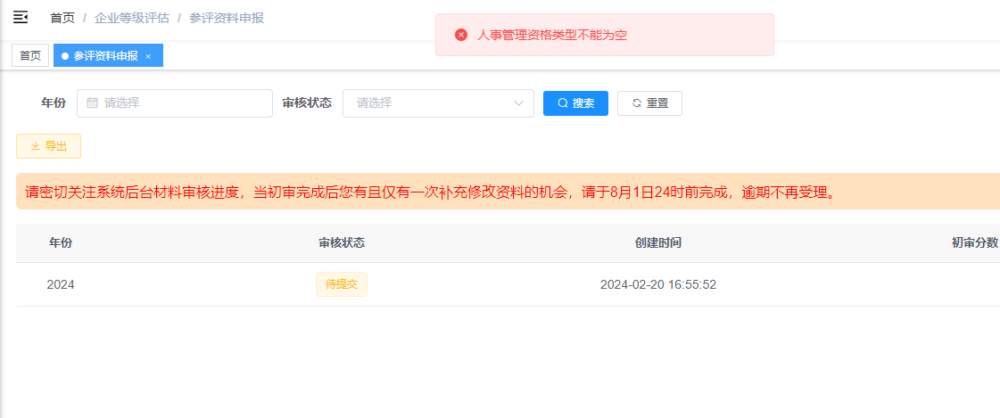 首页 / 企业等级评估 / 参评资料申报
人事管理资格类型不能为空
首页 参评资料申报 ×
年份 请选择 审核状态 请选择 搜索 重置
导出
请密切关注系统后台材料审核进度，当初审完成后您有且仅有一次补充修改资料的机会，请于8月1日24时前完成，逾期不再受理。
年份 审核状态 创建时间 初审分数
2024 待提交 2024-02-20 16:55:52